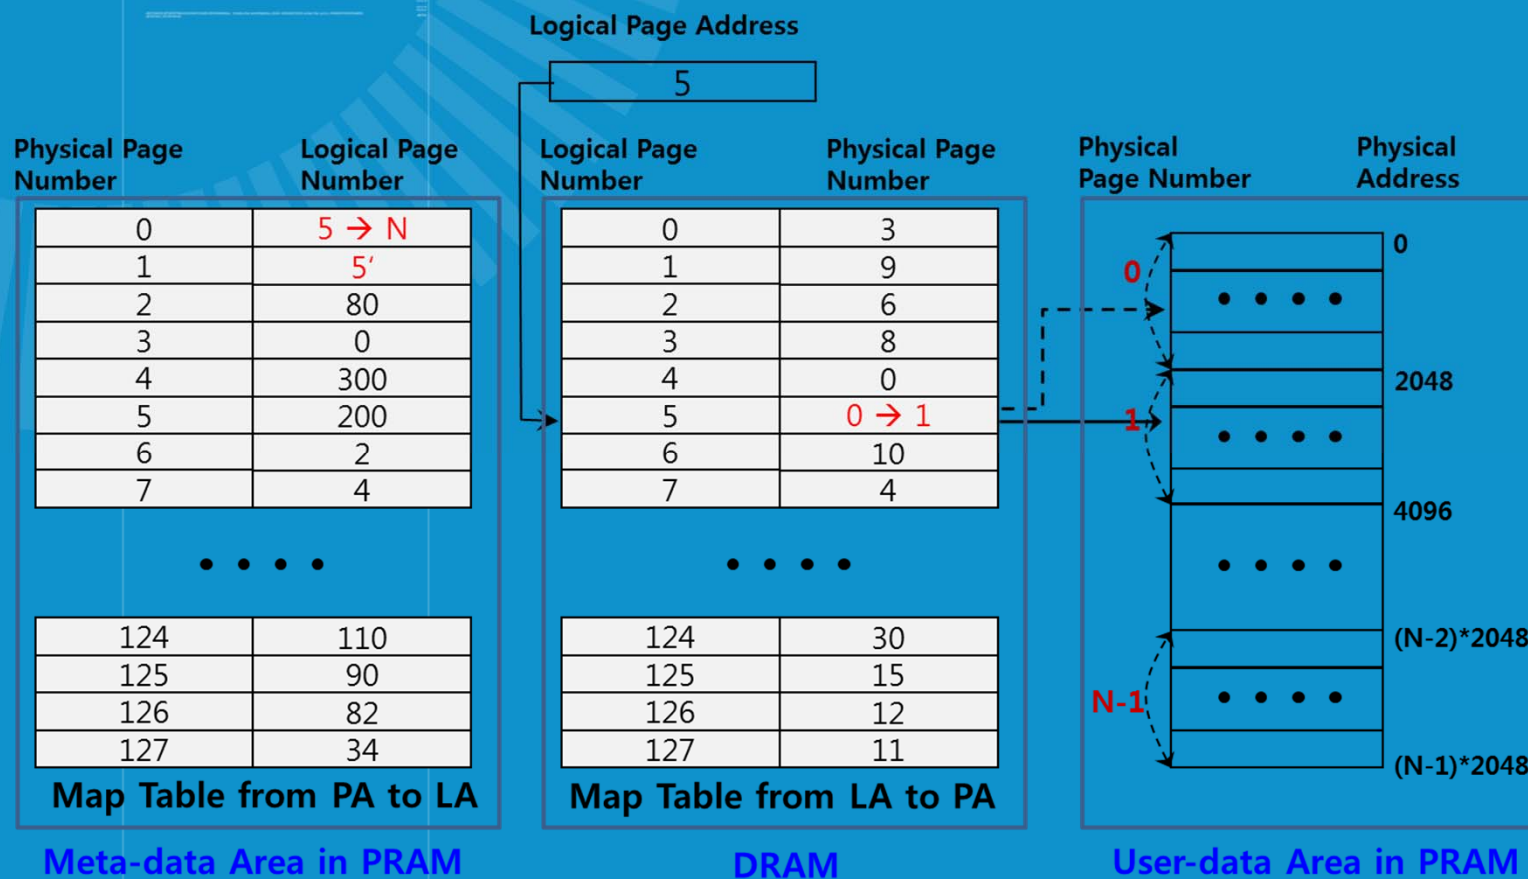 Logical Page Address
5
Physical Page Number
Logical Page Number
0 5 → N
1 5‘
2 80
3 0
4 300
5 200
6 2
7 4
• • • •
124 110
125 90
126 82
127 34
Map Table from PA to LA
Meta-data Area in PRAM
Logical Page Number
Physical Page Number
0 3
1 9
2 6
3 8
4 0
5 0 → 1
6 10
7 4
• • • •
124 30
125 15
126 12
127 11
Map Table from LA to PA
DRAM
Physical Page Number
Physical Address
0
0
• • • •
2048
1
• • • •
4096
• • • •
(N-2)*2048
N-1
• • • •
(N-1)*2048
User-data Area in PRAM